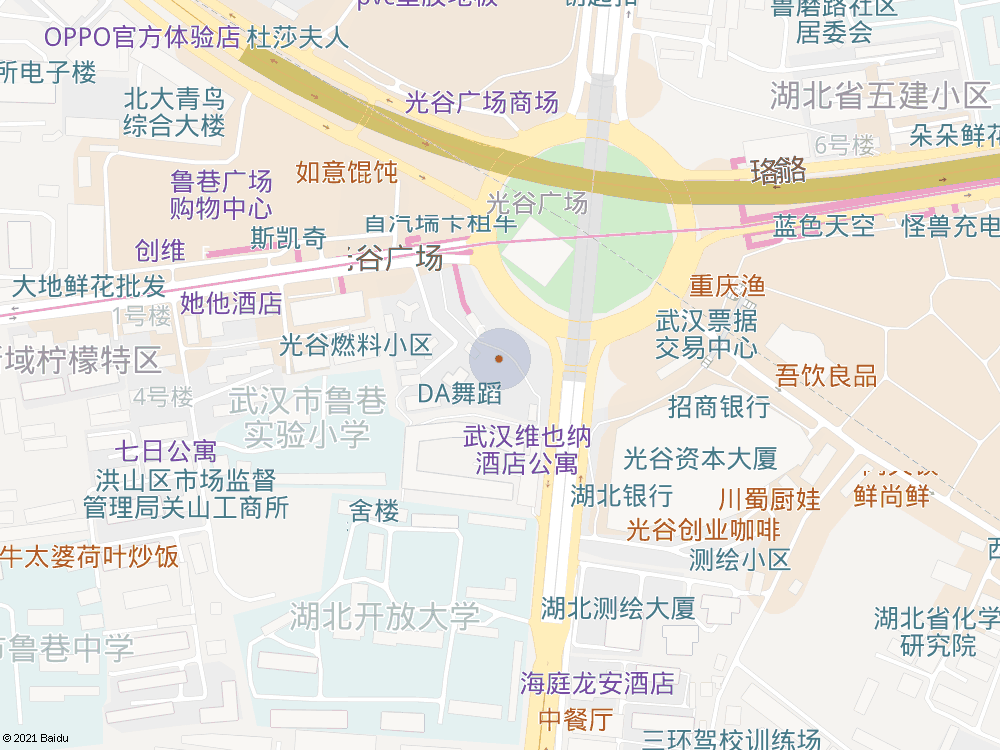 鲁磨路社区
居委会
OPPO官方体验店
杜莎夫人
所电子楼
北大青鸟
综合大楼
光谷广场商场
湖北省五建小区
6号楼
朵朵鲜花
如意馄饨
鲁巷广场
购物中心
光谷广场
斯凯奇
创维
谷广场
蓝色天空
怪兽充电
大地鲜花批发
1号楼
她他酒店
重庆渔
武汉票据
交易中心
光谷燃料小区
域柠檬特区
4号楼
DA舞蹈
吾饮良品
武汉市鲁巷
实验小学
招商银行
七日公寓
武汉维也纳
酒店公寓
光谷资本大厦
洪山区市场监督
管理局关山工商所
湖北银行
川蜀厨娃
鲜尚鲜
舍楼
光谷创业咖啡
测绘小区
牛太婆荷叶炒饭
湖北开放大学
湖北测绘大厦
湖北省化学
研究院
市鲁巷中学
海庭龙安酒店
中餐厅
三环驾校训练场
© 2021 Baidu